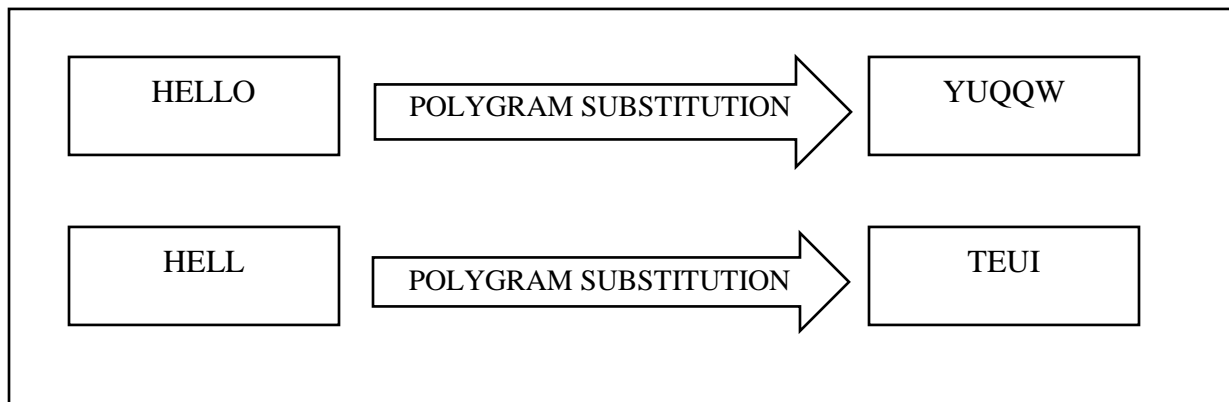 HELLO
POLYGRAM SUBSTITUTION
YUQQW
HELL
POLYGRAM SUBSTITUTION
TEUI